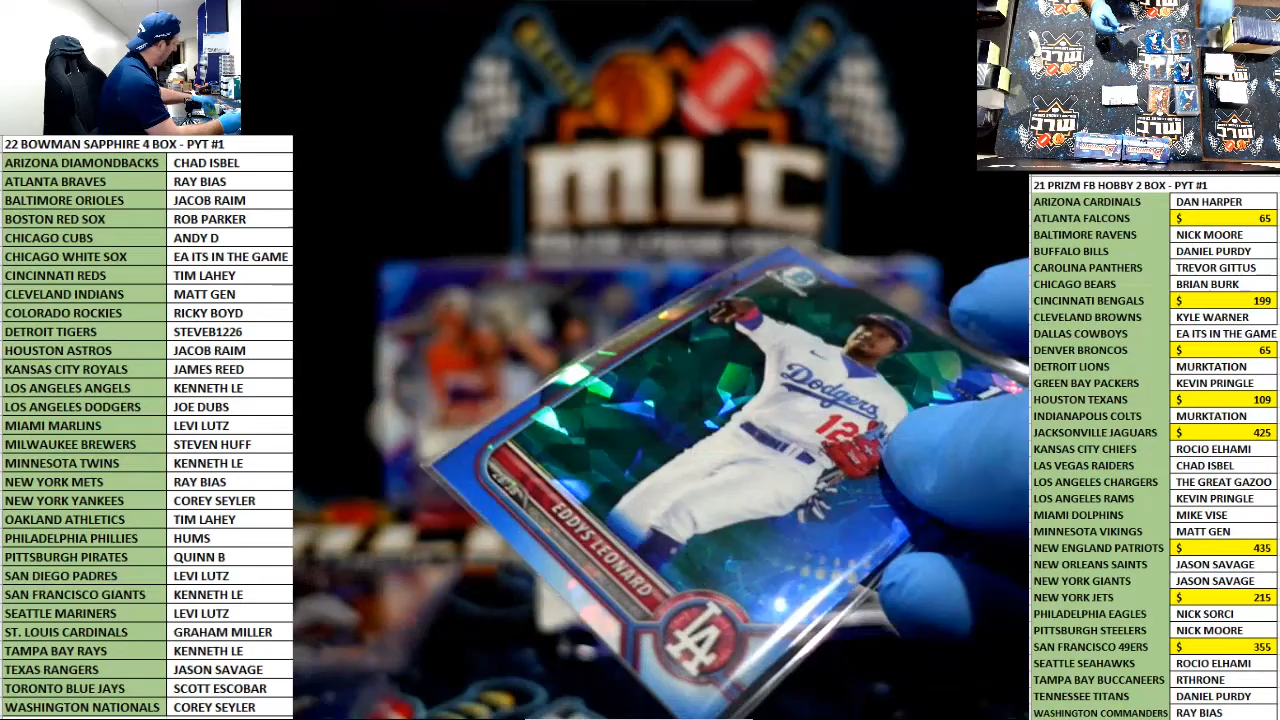 22 BOWMAN SAPPHIRE 4 BOX - PYT #1
ARIZONA DIAMONDBACKS CHAD ISBEL
ATLANTA BRAVES RAY BIAS
BALTIMORE ORIOLES JACOB RAIM
BOSTON RED SOX ROB PARKER
CHICAGO CUBS ANDY D
CHICAGO WHITE SOX EA ITS IN THE GAME
CINCINNATI REDS TIM LAHEY
CLEVELAND INDIANS MATT GEN
COLORADO ROCKIES RICKY BOYD
DETROIT TIGERS STEVEB1226
HOUSTON ASTROS JACOB RAIM
KANSAS CITY ROYALS JAMES REED
LOS ANGELES ANGELS KENNETH LE
LOS ANGELES DODGERS JOE DUBS
MIAMI MARLINS LEVI LUTZ
MILWAUKEE BREWERS STEVEN HUFF
MINNESOTA TWINS KENNETH LE
NEW YORK METS RAY BIAS
NEW YORK YANKEES COREY SEYLER
OAKLAND ATHLETICS TIM LAHEY
PHILADELPHIA PHILLIES HUMS
PITTSBURGH PIRATES QUINN B
SAN DIEGO PADRES LEVI LUTZ
SAN FRANCISCO GIANTS KENNETH LE
SEATTLE MARINERS LEVI LUTZ
ST. LOUIS CARDINALS GRAHAM MILLER
TAMPA BAY RAYS KENNETH LE
TEXAS RANGERS JASON SAVAGE
TORONTO BLUE JAYS SCOTT ESCOBAR
WASHINGTON NATIONALS COREY SEYLER
MLC
Dodgers
12
EDDYS LEONARD
LA
MLC
21 PRIZM FB HOBBY 2 BOX - PYT #1
ARIZONA CARDINALS DAN HARPER
ATLANTA FALCONS $ 65
BALTIMORE RAVENS NICK MOORE
BUFFALO BILLS DANIEL PURDY
CAROLINA PANTHERS TREVOR GITTUS
CHICAGO BEARS BRIAN BURK
CINCINNATI BENGALS $ 199
CLEVELAND BROWNS KYLE WARNER
DALLAS COWBOYS EA ITS IN THE GAME
DENVER BRONCOS $ 65
DETROIT LIONS MURKTATION
GREEN BAY PACKERS KEVIN PRINGLE
HOUSTON TEXANS $ 109
INDIANAPOLIS COLTS MURKTATION
JACKSONVILLE JAGUARS $ 425
KANSAS CITY CHIEFS ROCIO ELHAMI
LAS VEGAS RAIDERS CHAD ISBEL
LOS ANGELES CHARGERS THE GREAT GAZOO
LOS ANGELES RAMS KEVIN PRINGLE
MIAMI DOLPHINS MIKE VISE
MINNESOTA VIKINGS MATT GEN
NEW ENGLAND PATRIOTS $ 435
NEW ORLEANS SAINTS JASON SAVAGE
NEW YORK GIANTS JASON SAVAGE
NEW YORK JETS $ 215
PHILADELPHIA EAGLES NICK SORCI
PITTSBURGH STEELERS NICK MOORE
SAN FRANCISCO 49ERS $ 355
SEATTLE SEAHAWKS ROCIO ELHAMI
TAMPA BAY BUCCANEERS RTHRONE
TENNESSEE TITANS DANIEL PURDY
WASHINGTON COMMANDERS RAY BIAS